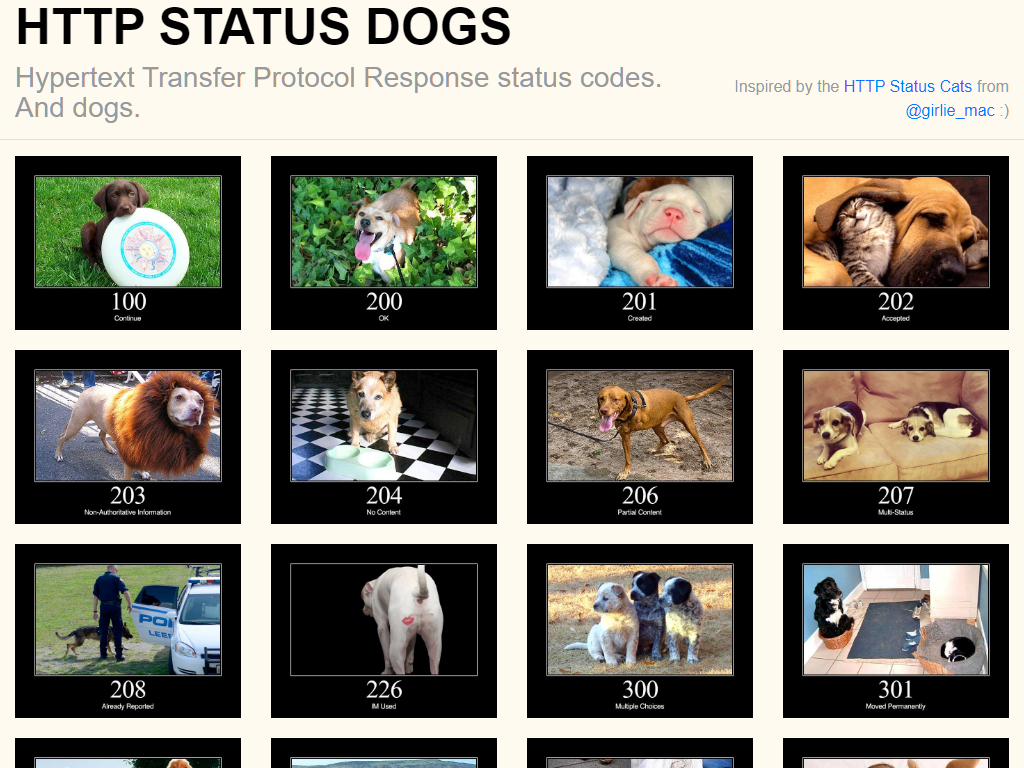 HTTP STATUS DOGS
Hypertext Transfer Protocol Response status codes.
And dogs.
Inspired by the HTTP Status Cats from
@girlie_mac :)
100
Continue
200
OK
201
Created
202
Accepted
203
Non-Authoritative Information
204
No Content
206
Partial Content
207
Multi-Status
208
Already Reported
226
IM Used
300
Multiple Choices
301
Moved Permanently